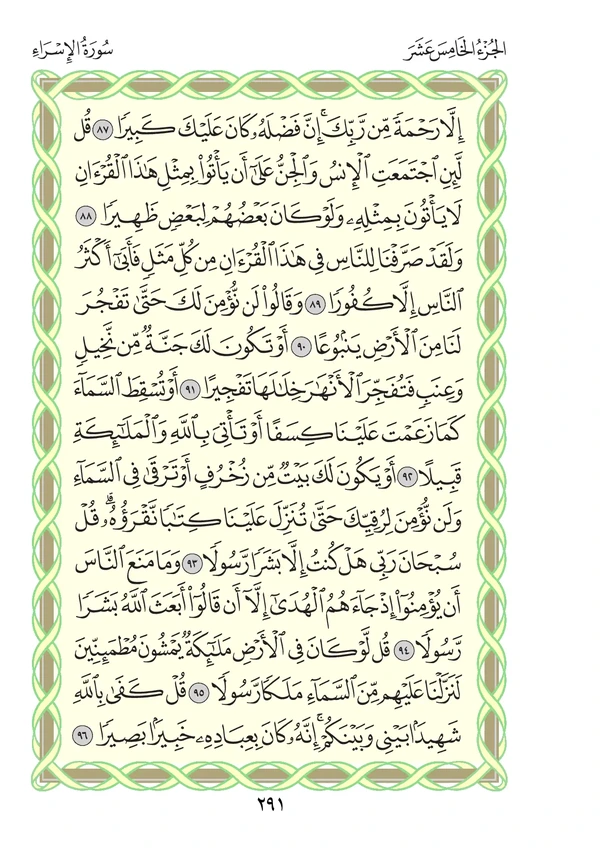 الجُزْءُ الخَامِسَ عَشَرَ
سُورَةُ الإِسْرَاءِ
إِلَّا رَحْمَةً مِّن رَّبِّكَ ۚ إِنَّ فَضْلَهُۥ كَانَ عَلَيْكَ كَبِيرًا ٨٧ قُل
لَّئِنِ ٱجْتَمَعَتِ ٱلْإِنسُ وَٱلْجِنُّ عَلَىٰٓ أَن يَأْتُوا۟ بِمِثْلِ هَـٰذَا ٱلْقُرْءَانِ
لَا يَأْتُونَ بِمِثْلِهِۦ وَلَوْ كَانَ بَعْضُهُمْ لِبَعْضٍ ظَهِيرًا ٨٨
وَلَقَدْ صَرَّفْنَا لِلنَّاسِ فِى هَـٰذَا ٱلْقُرْءَانِ مِن كُلِّ مَثَلٍ فَأَبَىٰٓ أَكْثَرُ
ٱلنَّاسِ إِلَّا كُفُورًا ٨٩ وَقَالُوا۟ لَن نُّؤْمِنَ لَكَ حَتَّىٰ تَفْجُرَ
لَنَا مِنَ ٱلْأَرْضِ يَنۢبُوعًا ٩٠ أَوْ تَكُونَ لَكَ جَنَّةٌ مِّن نَّخِيلٍ
وَعِنَبٍ فَتُفَجِّرَ ٱلْأَنْهَـٰرَ خِلَـٰلَهَا تَفْجِيرًا ٩١ أَوْ تُسْقِطَ ٱلسَّمَآءَ
كَمَا زَعَمْتَ عَلَيْنَا كِسَفًا أَوْ تَأْتِىَ بِٱللَّهِ وَٱلْمَلَـٰٓئِكَةِ
قَبِيلًا ٩٢ أَوْ يَكُونَ لَكَ بَيْتٌ مِّن زُخْرُفٍ أَوْ تَرْقَىٰ فِى ٱلسَّمَآءِ
وَلَن نُّؤْمِنَ لِرُقِيِّكَ حَتَّىٰ تُنَزِّلَ عَلَيْنَا كِتَـٰبًا نَّقْرَؤُهُۥ ۗ قُلْ
سُبْحَانَ رَبِّى هَلْ كُنتُ إِلَّا بَشَرًا رَّسُولًا ٩٣ وَمَا مَنَعَ ٱلنَّاسَ
أَن يُؤْمِنُوٓا۟ إِذْ جَآءَهُمُ ٱلْهُدَىٰٓ إِلَّآ أَن قَالُوٓا۟ أَبَعَثَ ٱللَّهُ بَشَرًا
رَّسُولًا ٩٤ قُل لَّوْ كَانَ فِى ٱلْأَرْضِ مَلَـٰٓئِكَةٌ يَمْشُونَ مُطْمَئِنِّينَ
لَنَزَّلْنَا عَلَيْهِم مِّنَ ٱلسَّمَآءِ مَلَكًا رَّسُولًا ٩٥ قُلْ كَفَىٰ بِٱللَّهِ
شَهِيدًۢا بَيْنِى وَبَيْنَكُمْ ۚ إِنَّهُۥ كَانَ بِعِبَادِهِۦ خَبِيرًۢا بَصِيرًا ٩٦
٢٩١